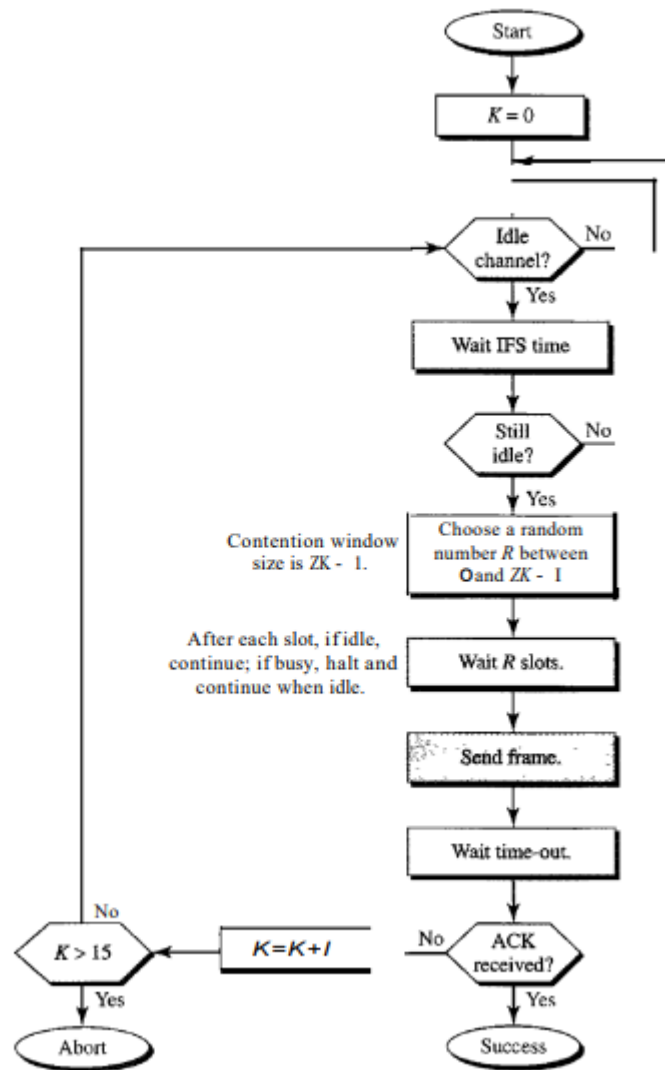 Start
K = 0
Idle
channel?
No
Yes
Wait IFS time
Still
idle?
No
Yes
Contention window
size is ZK - 1.
Choose a random
number R between
O and ZK - I
After each slot, if idle,
continue; if busy, halt and
continue when idle.
Wait R slots.
Send frame.
Wait time-out.
No
K > 15
K=K+I
No
ACK
received?
Yes
Yes
Abort
Success